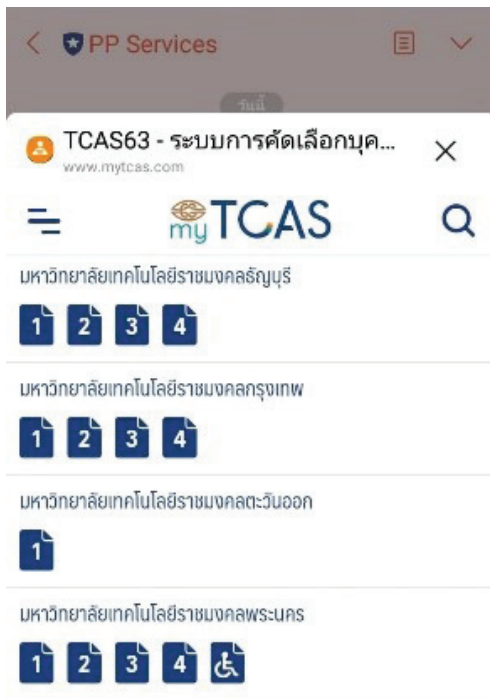 PP Services
วันนี้
TCAS63 - ระบบการคัดเลือกบุค...
www.mytcas.com
myTCAS
มหาวิทยาลัยเทคโนโลยีราชมงคลธัญบุรี
1 2 3 4
มหาวิทยาลัยเทคโนโลยีราชมงคลกรุงเทพ
1 2 3 4
มหาวิทยาลัยเทคโนโลยีราชมงคลตะวันออก
1
มหาวิทยาลัยเทคโนโลยีราชมงคลพระนคร
1 2 3 4